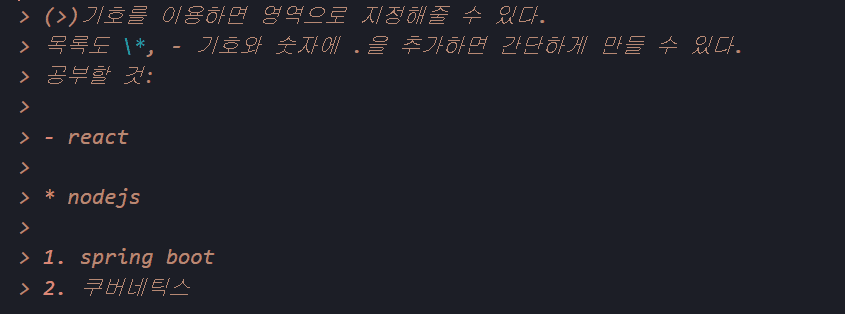 > (>)기호를 이용하면 영역으로 지정해줄 수 있다.
> 목록도 \*, - 기호와 숫자에 .을 추가하면 간단하게 만들 수 있다.
> 공부할 것:
>
> - react
>
> * nodejs
>
> 1. spring boot
> 2. 쿠버네틱스